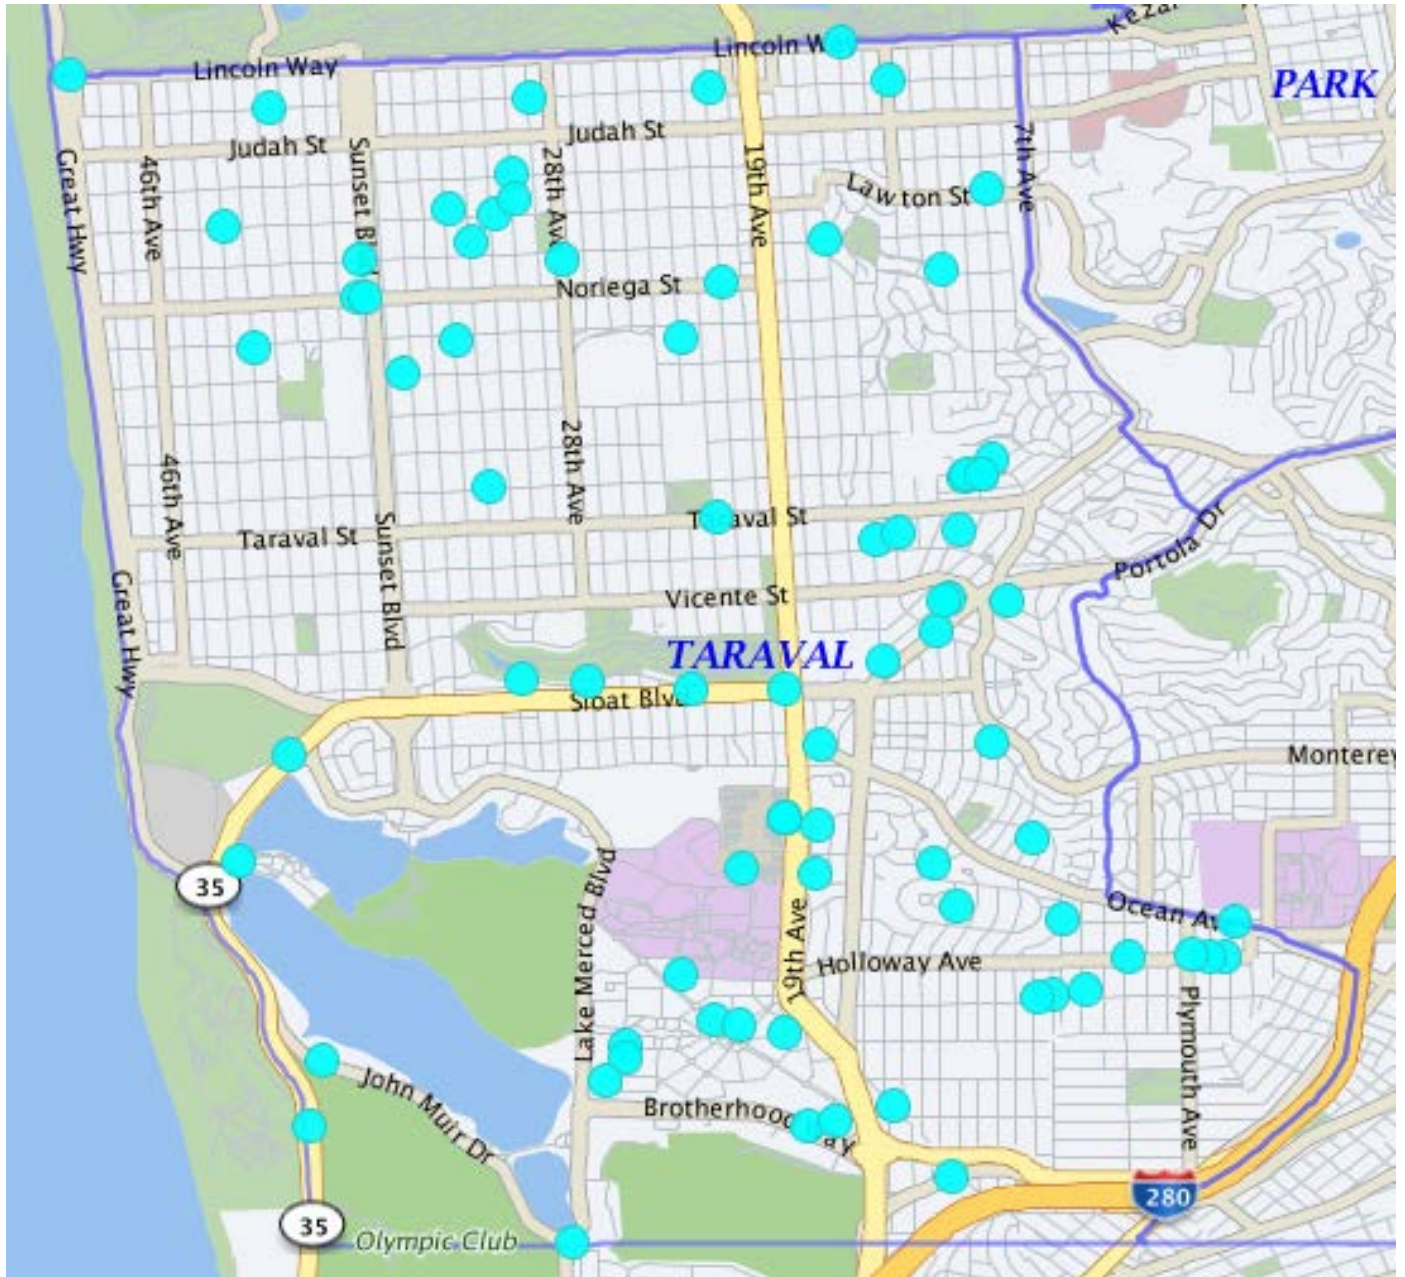 Kezar
Lincoln W
Lincoln Way
PARK
Judah St
Judah St
7th Ave
Sunset Bl
28th Ave
19th Ave
46th Ave
Great Hwy
Lawton St
Noriega St
28th Ave
46th Ave
Taraval St
Taraval St
Sunset Blvd
Portola Dr
Great Hwy
Vicente St
TARAVAL
Sloat Blv
Monterey
35
Lake Merced Blvd
19th Ave
Ocean Av
Holloway Ave
Plymouth Ave
John Muir Dr
Brotherhood Way
280
35
Olympic Club